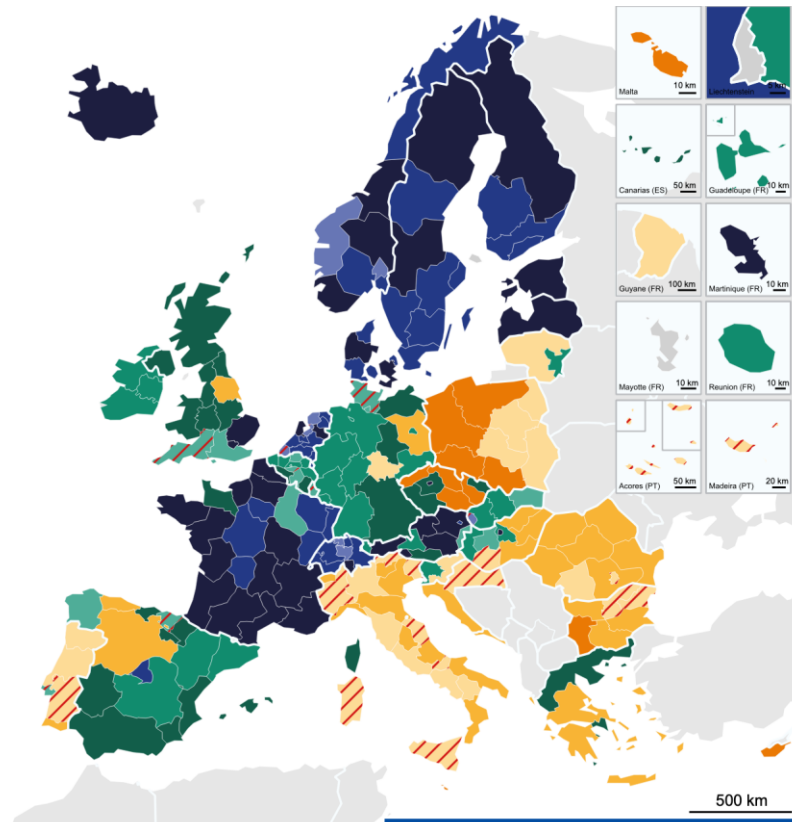 Malta
10 km
Liechtenstein
5 km
Canarias (ES)
50 km
Guadeloupe (FR)
10 km
Guyane (FR)
100 km
Martinique (FR)
10 km
Mayotte (FR)
10 km
Reunion (FR)
10 km
Acores (PT)
50 km
Madeira (PT)
20 km
500 km